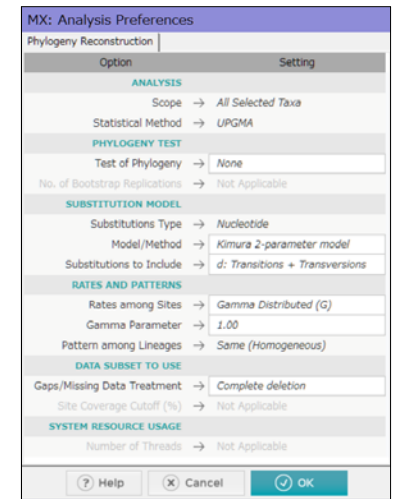 MX: Analysis Preferences
Phylogeny Reconstruction
Option Setting
ANALYSIS
Scope → All Selected Taxa
Statistical Method → UPGMA
PHYLOGENY TEST
Test of Phylogeny → None
No. of Bootstrap Replications → Not Applicable
SUBSTITUTION MODEL
Substitutions Type → Nucleotide
Model/Method → Kimura 2-parameter model
Substitutions to Include → d: Transitions + Transversions
RATES AND PATTERNS
Rates among Sites → Gamma Distributed (G)
Gamma Parameter → 1.00
Pattern among Lineages → Same (Homogeneous)
DATA SUBSET TO USE
Gaps/Missing Data Treatment → Complete deletion
Site Coverage Cutoff (%) → Not Applicable
SYSTEM RESOURCE USAGE
Number of Threads → Not Applicable
? Help X Cancel ✓ OK